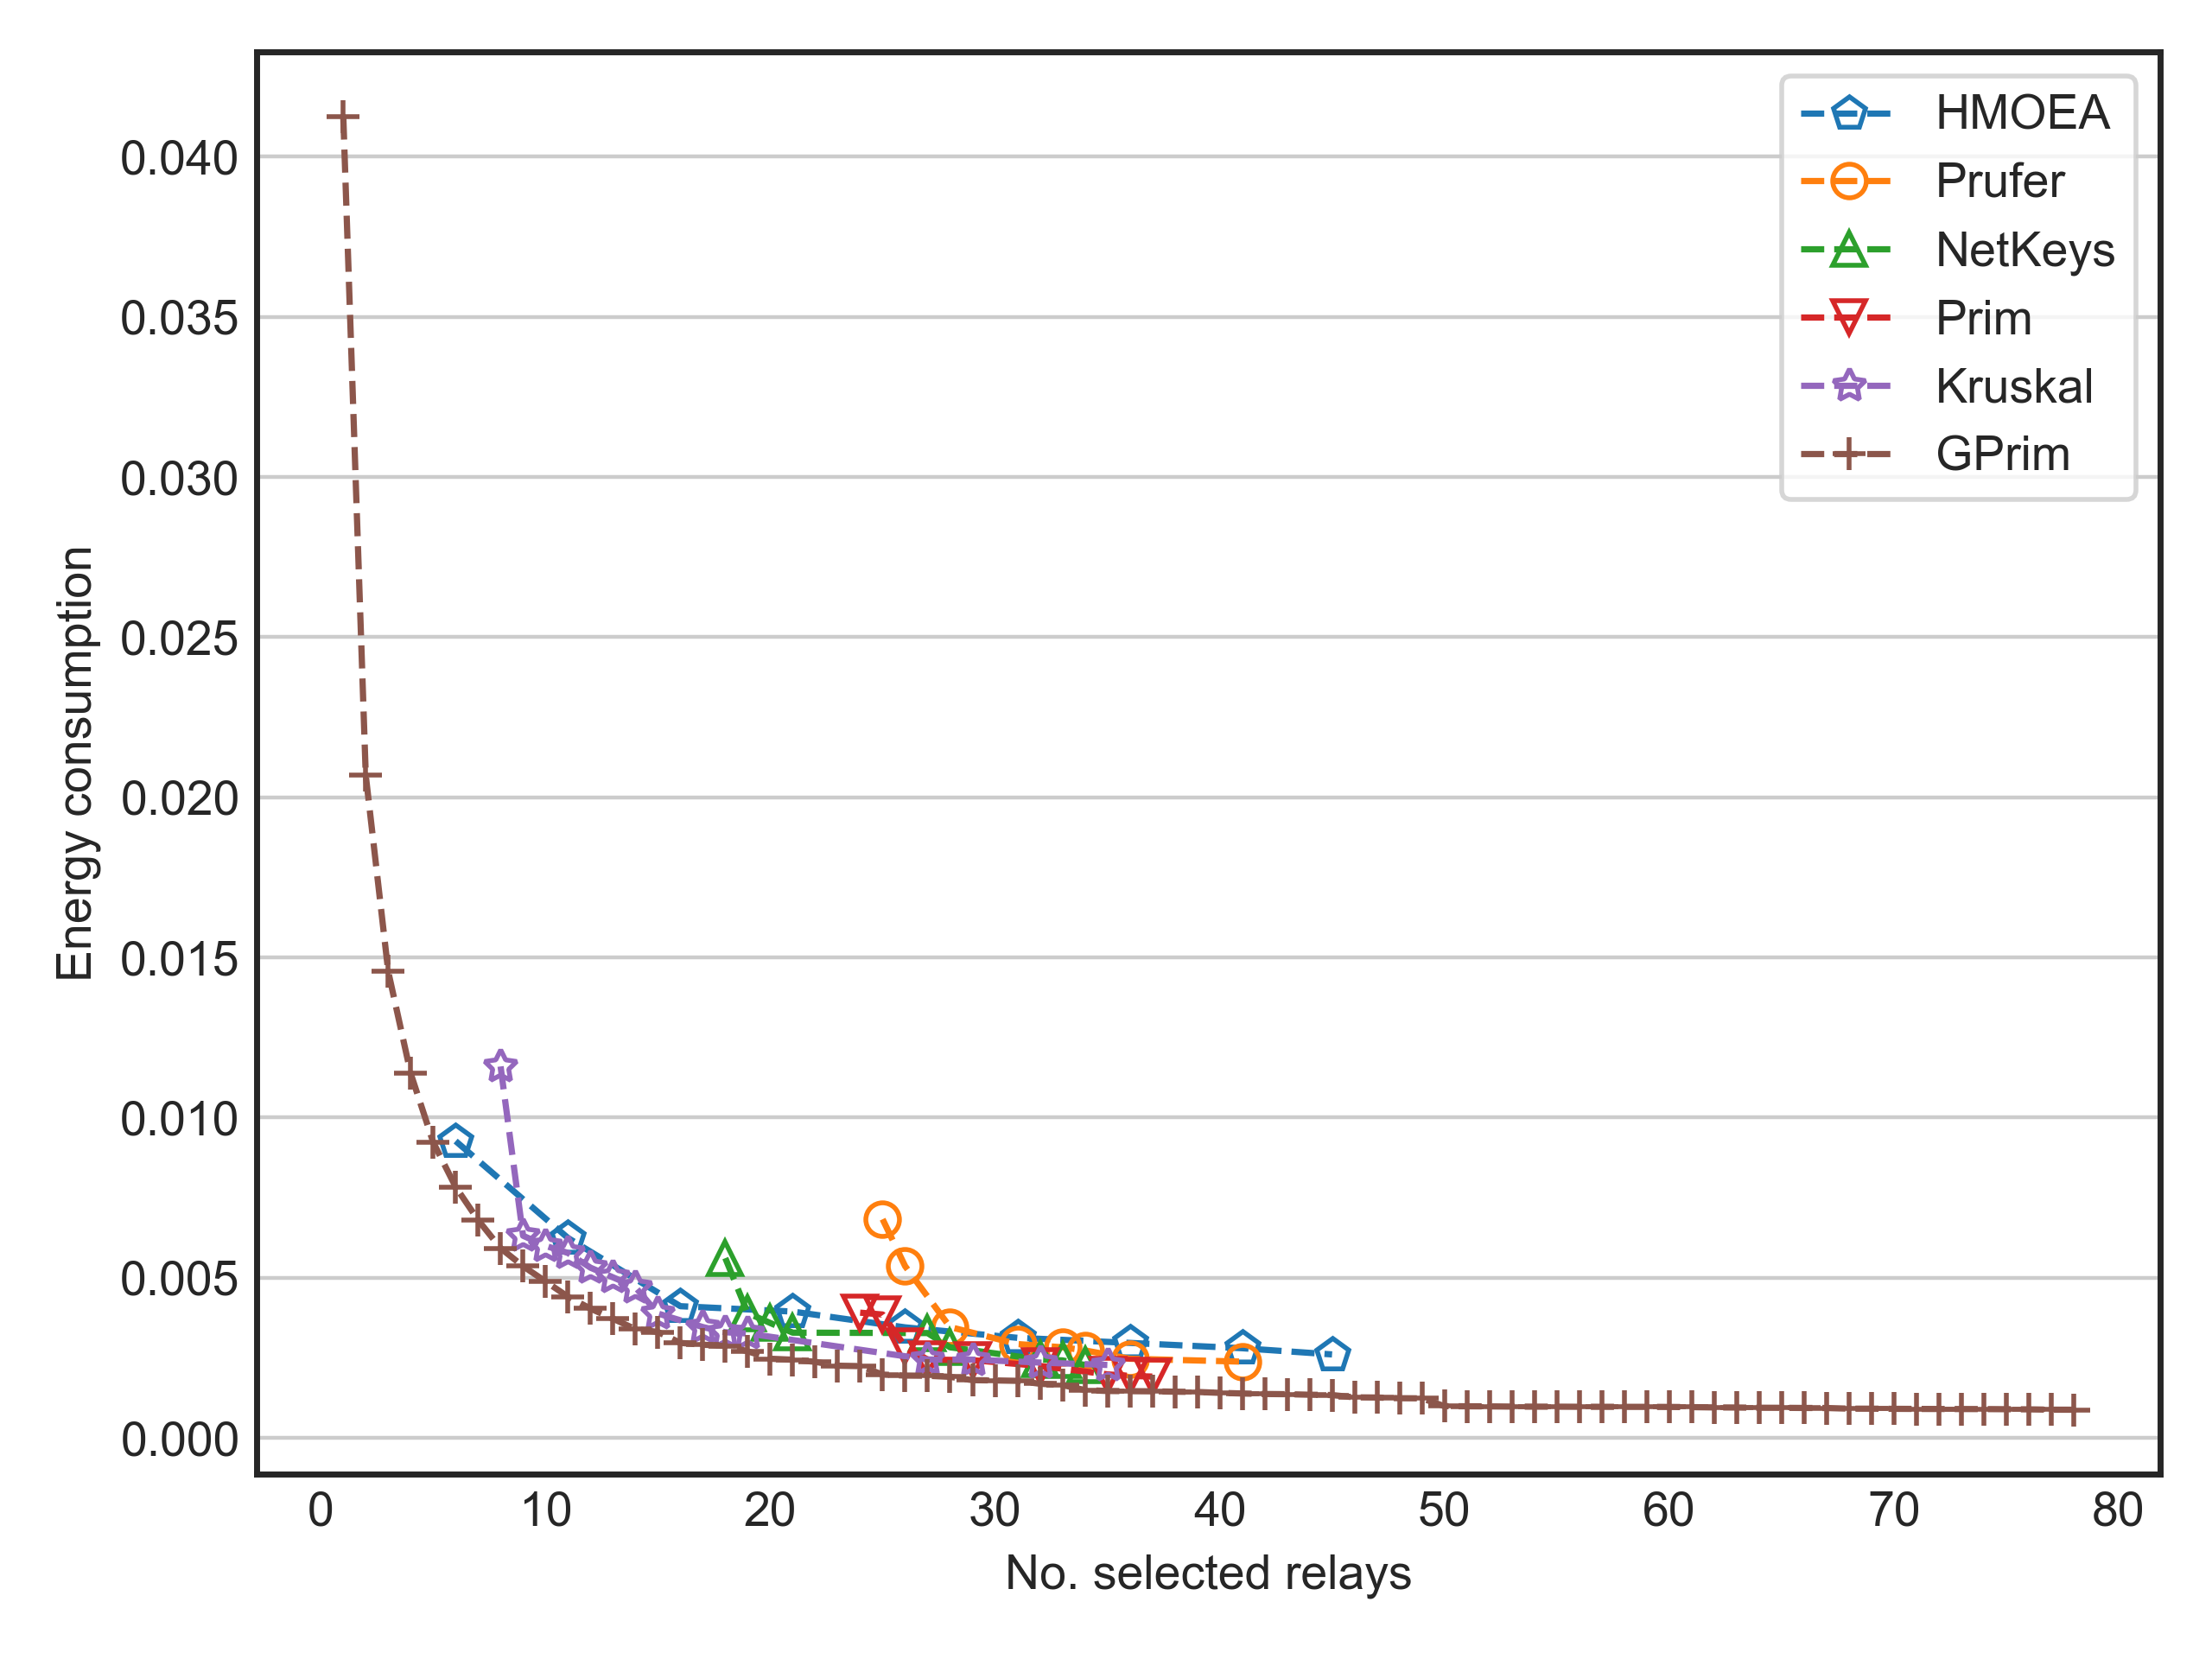 HMOEA
Prufer
NetKeys
Prim
Kruskal
GPrim
Energy consumption
0.040
0.035
0.030
0.025
0.020
0.015
0.010
0.005
0.000
0 10 20 30 40 50 60 70 80
No. selected relays